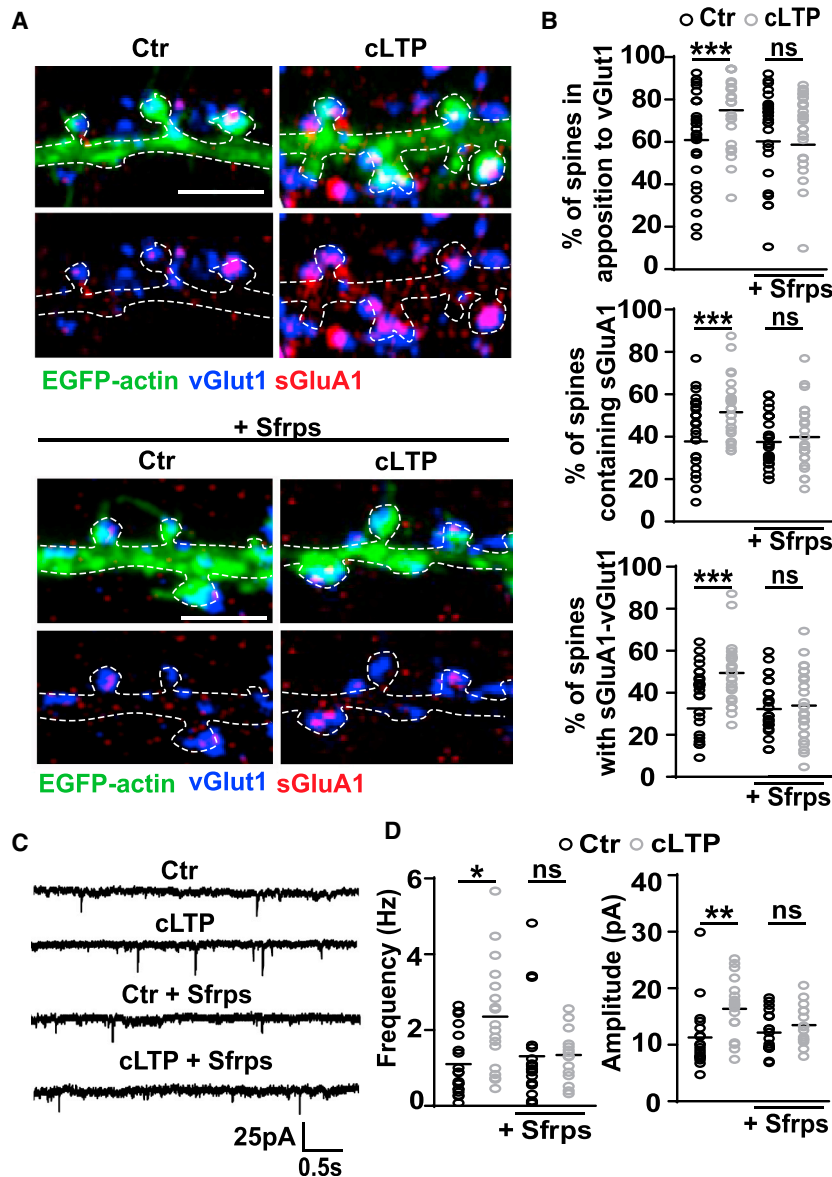 A
Ctr
cLTP
EGFP-actin vGlut1 sGluA1
+ Sfrps
Ctr
cLTP
EGFP-actin vGlut1 sGluA1
B
Ctr cLTP
% of spines in
apposition to vGlut1
100
80
60
40
20
0
***
ns
+ Sfrps
% of spines
containing sGluA1
100
80
60
40
20
0
***
ns
+ Sfrps
% of spines
with sGluA1-vGlut1
100
80
60
40
20
0
***
ns
+ Sfrps
C
Ctr
cLTP
Ctr + Sfrps
cLTP + Sfrps
25pA
0.5s
D
Ctr cLTP
Frequency (Hz)
6
4
2
0
*
ns
+ Sfrps
Amplitude (pA)
40
30
20
10
0
**
ns
+ Sfrps